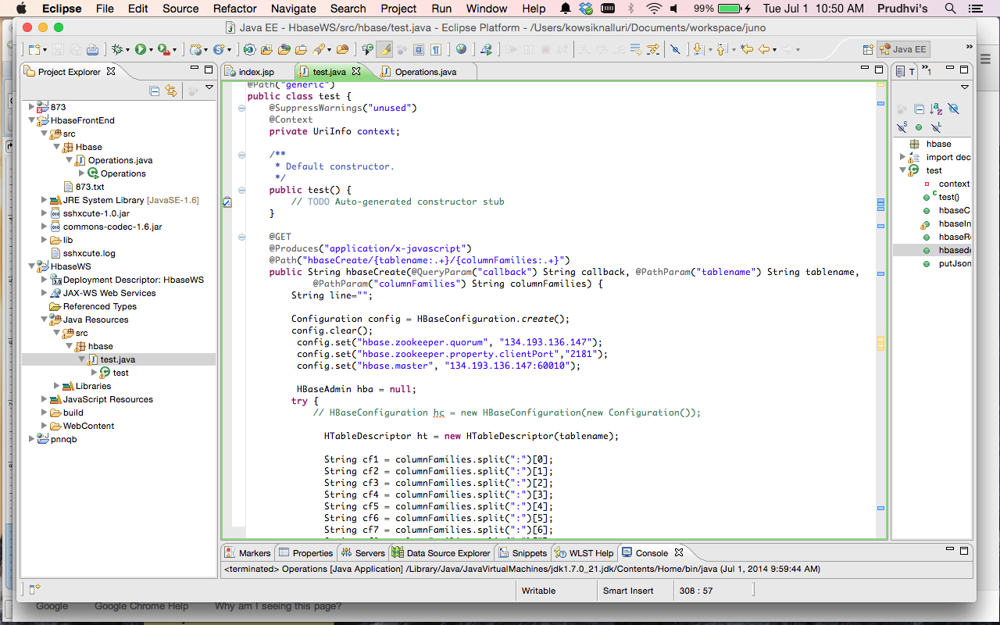 Eclipse File Edit Source Refactor Navigate Search Project Run Window Help 99% Tue Jul 1 10:50 AM Prudhvi's
Java EE - HbaseWS/src/hbase/test.java - Eclipse Platform - /Users/kowsiknalluri/Documents/workspace/juno
Java EE
Project Explorer
873
HbaseFrontEnd
src
Hbase
Operations.java
Operations
873.txt
JRE System Library [JavaSE-1.6]
sshxcute-1.0.jar
commons-codec-1.6.jar
lib
sshxcute.log
HbaseWS
Deployment Descriptor: HbaseWS
JAX-WS Web Services
Referenced Types
Java Resources
src
hbase
test.java
test
Libraries
JavaScript Resources
build
WebContent
pnnqb
index.jsp test.java Operations.java
@Path("generic")
public class test {
@SuppressWarnings("unused")
@Context
private UriInfo context;
/**
* Default constructor.
*/
public test() {
// TODO Auto-generated constructor stub
}
@GET
@Produces("application/x-javascript")
@Path("hbaseCreate/{tablename:.+}/{columnFamilies:.+}")
public String hbaseCreate(@QueryParam("callback") String callback, @PathParam("tablename") String tablename,
@PathParam("columnFamilies") String columnFamilies) {
String line="";
Configuration config = HBaseConfiguration.create();
config.clear();
config.set("hbase.zookeeper.quorum", "134.193.136.147");
config.set("hbase.zookeeper.property.clientPort","2181");
config.set("hbase.master", "134.193.136.147:60010");
HBaseAdmin hba = null;
try {
// HBaseConfiguration hc = new HBaseConfiguration(new Configuration());
HTableDescriptor ht = new HTableDescriptor(tablename);
String cf1 = columnFamilies.split(":")[0];
String cf2 = columnFamilies.split(":")[1];
String cf3 = columnFamilies.split(":")[2];
String cf4 = columnFamilies.split(":")[3];
String cf5 = columnFamilies.split(":")[4];
String cf6 = columnFamilies.split(":")[5];
String cf7 = columnFamilies.split(":")[6];
T
1
hbase
import dec
test
context
test()
hbaseC
hbaseIn
hbaseRe
hbasede
putJson
Markers Properties Servers Data Source Explorer Snippets WLST Help Console
<terminated> Operations [Java Application] /Library/Java/JavaVirtualMachines/jdk1.7.0_21.jdk/Contents/Home/bin/java (Jul 1, 2014 9:59:44 AM)
Writable Smart Insert 308 : 57
Google Google Chrome Help Why am I seeing this page?